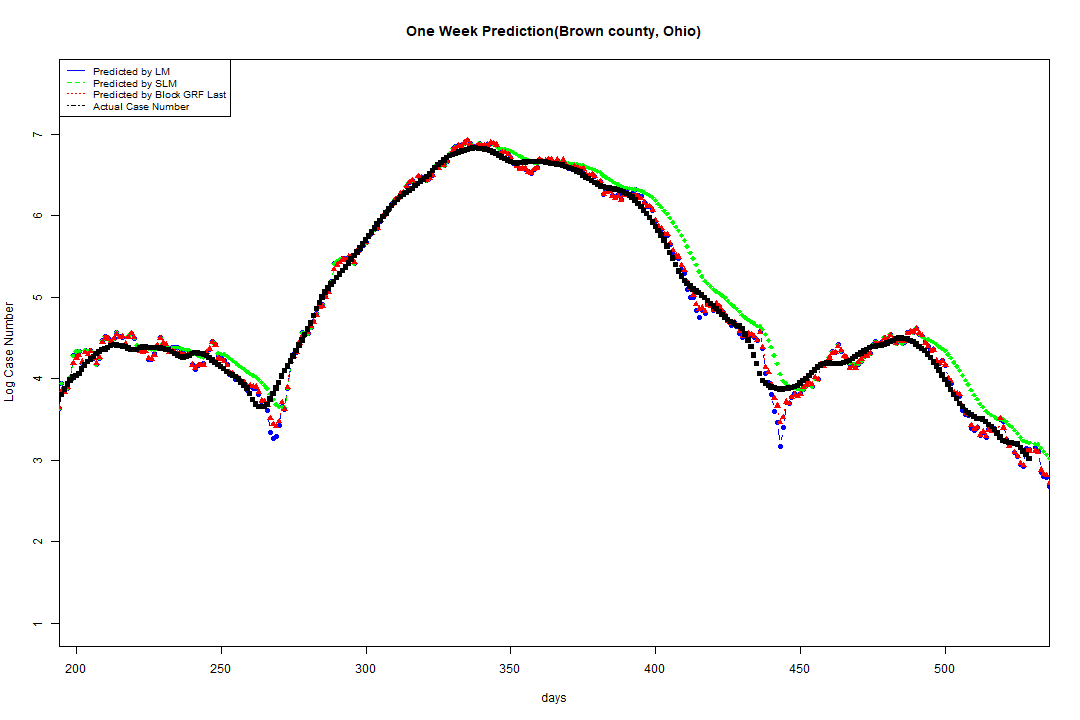 One Week Prediction(Brown county, Ohio)
Predicted by LM
Predicted by SLM
Predicted by Block GRF Last
Actual Case Number
Log Case Number
7
6
5
4
3
2
1
200 250 300 350 400 450 500
days